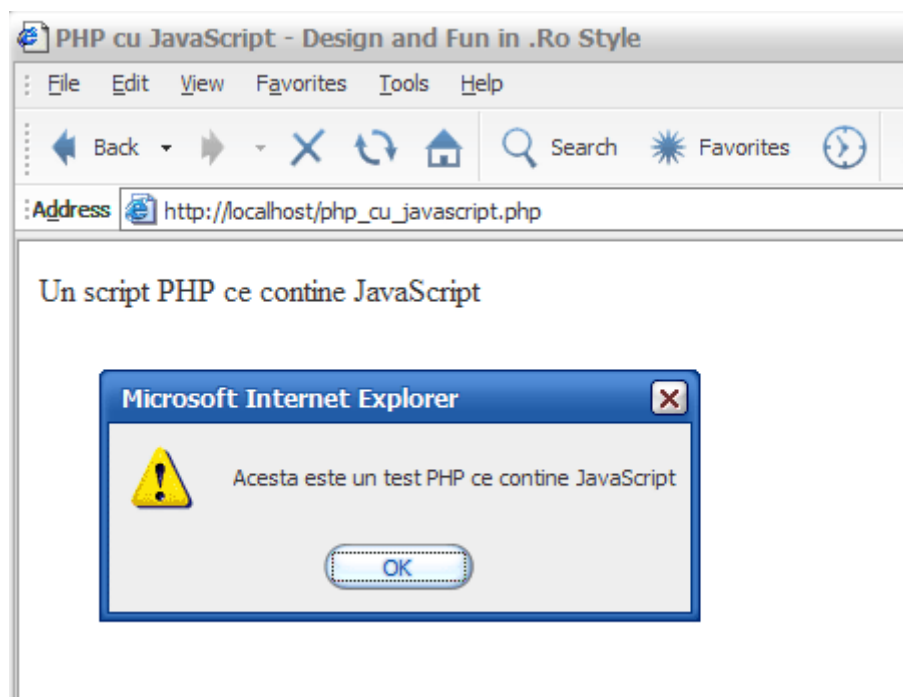 PHP cu JavaScript - Design and Fun in .Ro Style
File Edit View Favorites Tools Help
Back Search Favorites
Address http://localhost/php_cu_javascript.php
Un script PHP ce contine JavaScript
Microsoft Internet Explorer
Acesta este un test PHP ce contine JavaScript
OK